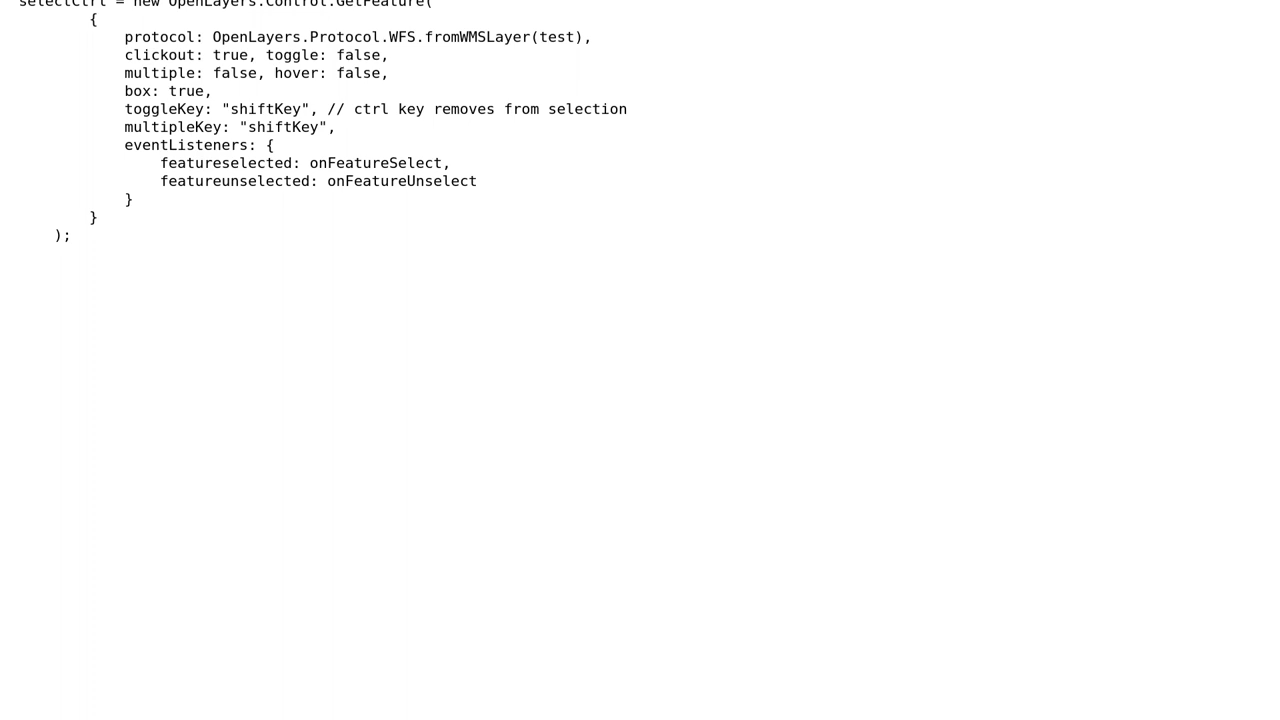 selectCtrl = new OpenLayers.Control.GetFeature(
        {
            protocol: OpenLayers.Protocol.WFS.fromWMSLayer(test),
            clickout: true, toggle: false,
            multiple: false, hover: false,
            box: true,
            toggleKey: "shiftKey", // ctrl key removes from selection
            multipleKey: "shiftKey",
            eventListeners: {
                featureselected: onFeatureSelect,
                featureunselected: onFeatureUnselect
            }
        }
    );